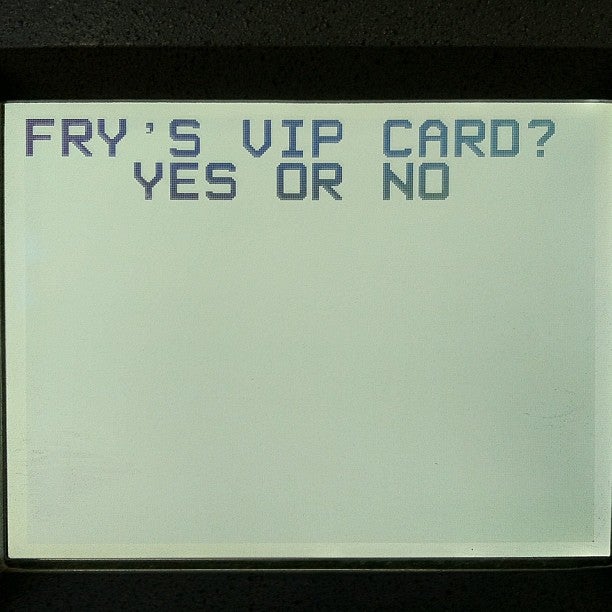 FRY'S VIP CARD?
YES OR NO